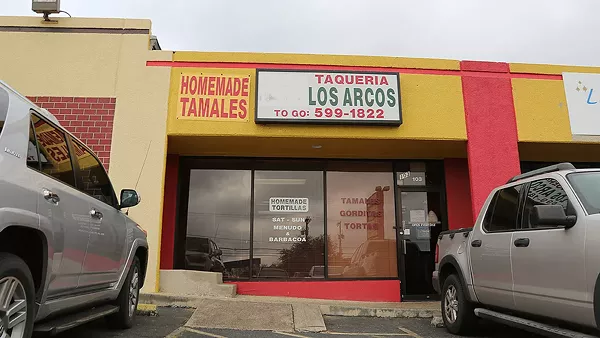 HOMEMADE
TAMALES
TAQUERIA
LOS ARCOS
TO GO: 599-1822
HOMEMADE
TORTILLAS
SAT - SUN
MENUDO
&
BARBACOA
TAMALES
GORDITAS
TORTAS
103
103